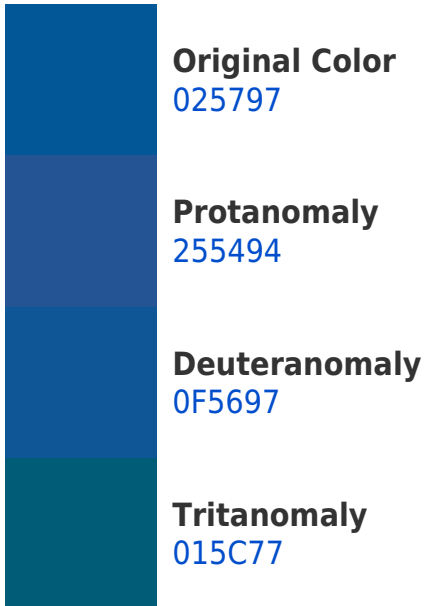 Original Color
025797
Protanomaly
255494
Deuteranomaly
0F5697
Tritanomaly
015C77